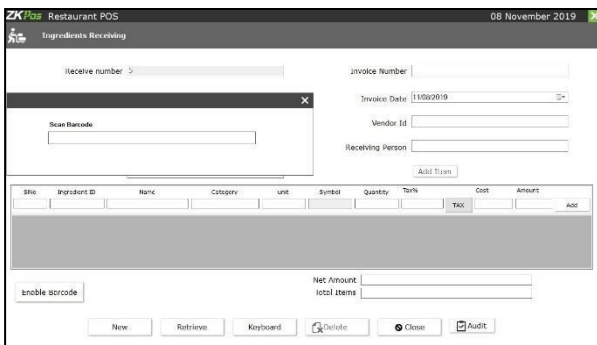 ZKPos Restaurant POS 08 November 2019 X
Ingredients Receiving
Receive number 5 Invoice Number
Invoice Date 11/08/2019
Scan Barcode
Vendor Id
Receiving Person
Add Item
SlNo Ingredient ID Name Category unit Symbol Quantity Tax% Cost Amount
TAX Add
Net Amount
Enable Barcode Total Items
New Retrieve Keyboard Delete Close Audit